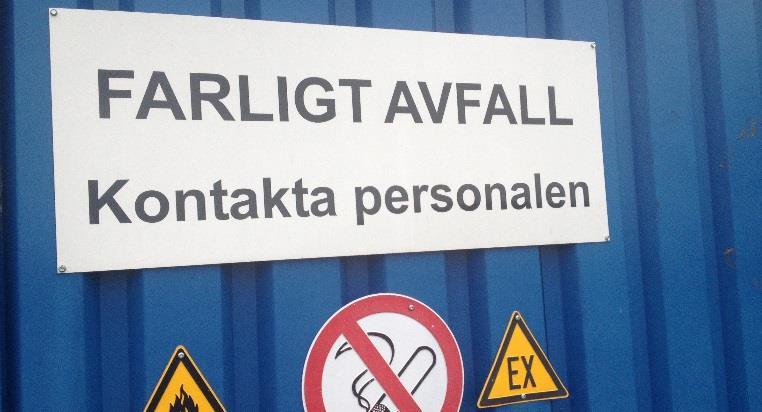 FARLIGT AVFALL
Kontakta personalen
EX